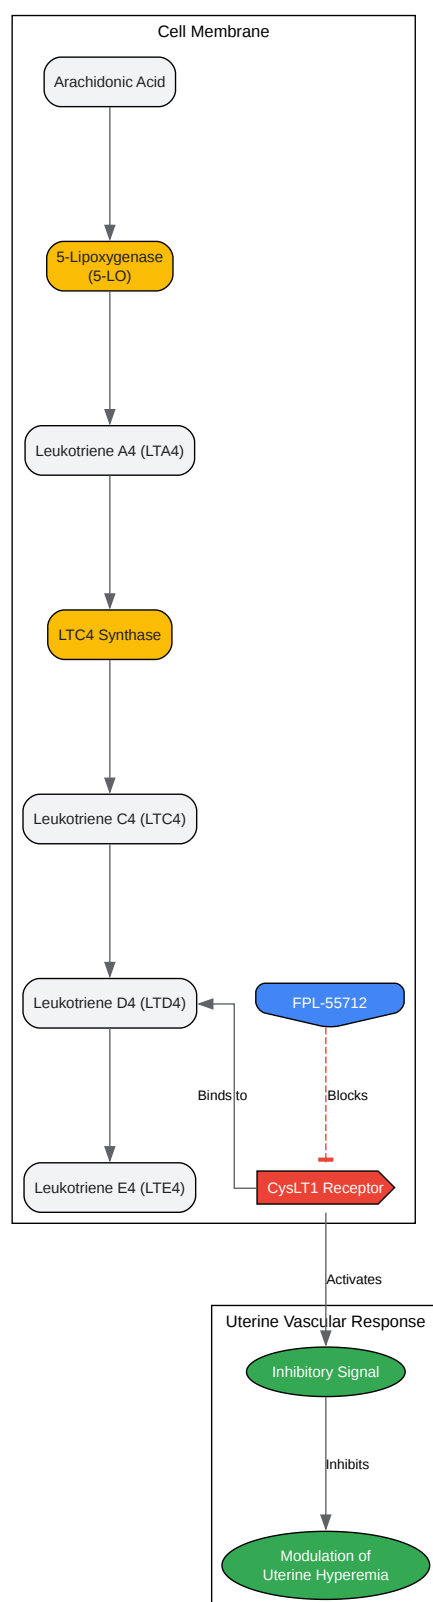 Cell Membrane
Arachidonic Acid
5-Lipoxygenase
(5-LO)
Leukotriene A4 (LTA4)
LTC4 Synthase
Leukotriene C4 (LTC4)
Leukotriene D4 (LTD4)
FPL-55712
Binds to
Blocks
Leukotriene E4 (LTE4)
CysLT1 Receptor
Activates
Uterine Vascular Response
Inhibitory Signal
Inhibits
Modulation of
Uterine Hyperemia